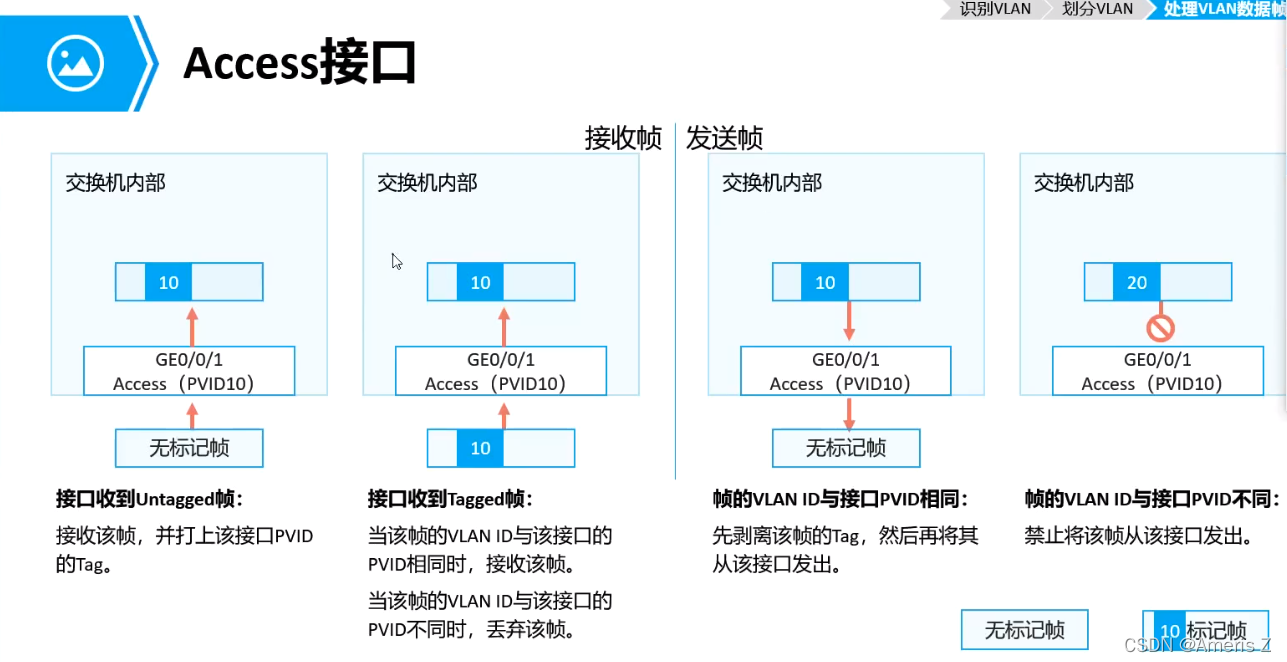 识别VLAN
划分VLAN
处理VLAN数据帧
Access接口
接收帧
发送帧
交换机内部
10
GE0/0/1
Access（PVID10）
无标记帧
接口收到Untagged帧：
接收该帧，并打上该接口PVID
的Tag。
交换机内部
10
GE0/0/1
Access（PVID10）
10
接口收到Tagged帧：
当该帧的VLAN ID与该接口的
PVID相同时，接收该帧。
当该帧的VLAN ID与该接口的
PVID不同时，丢弃该帧。
交换机内部
10
GE0/0/1
Access（PVID10）
无标记帧
帧的VLAN ID与接口PVID相同：
先剥离该帧的Tag，然后再将其
从该接口发出。
交换机内部
20
GE0/0/1
Access（PVID10）
帧的VLAN ID与接口PVID不同：
禁止将该帧从该接口发出。
无标记帧
10 标记帧
CSDN @Ameris Z